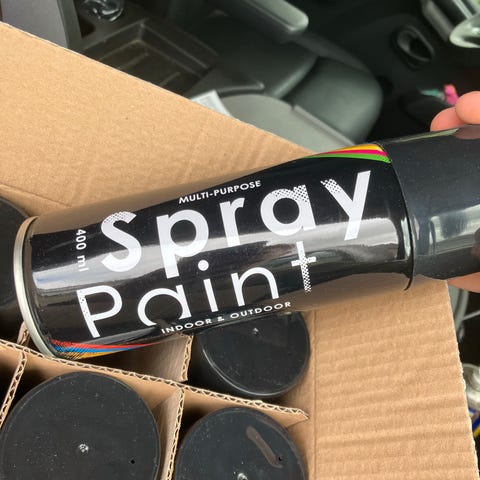 MULTI-PURPOSE
Spray
Paint
INDOOR & OUTDOOR
400 ml